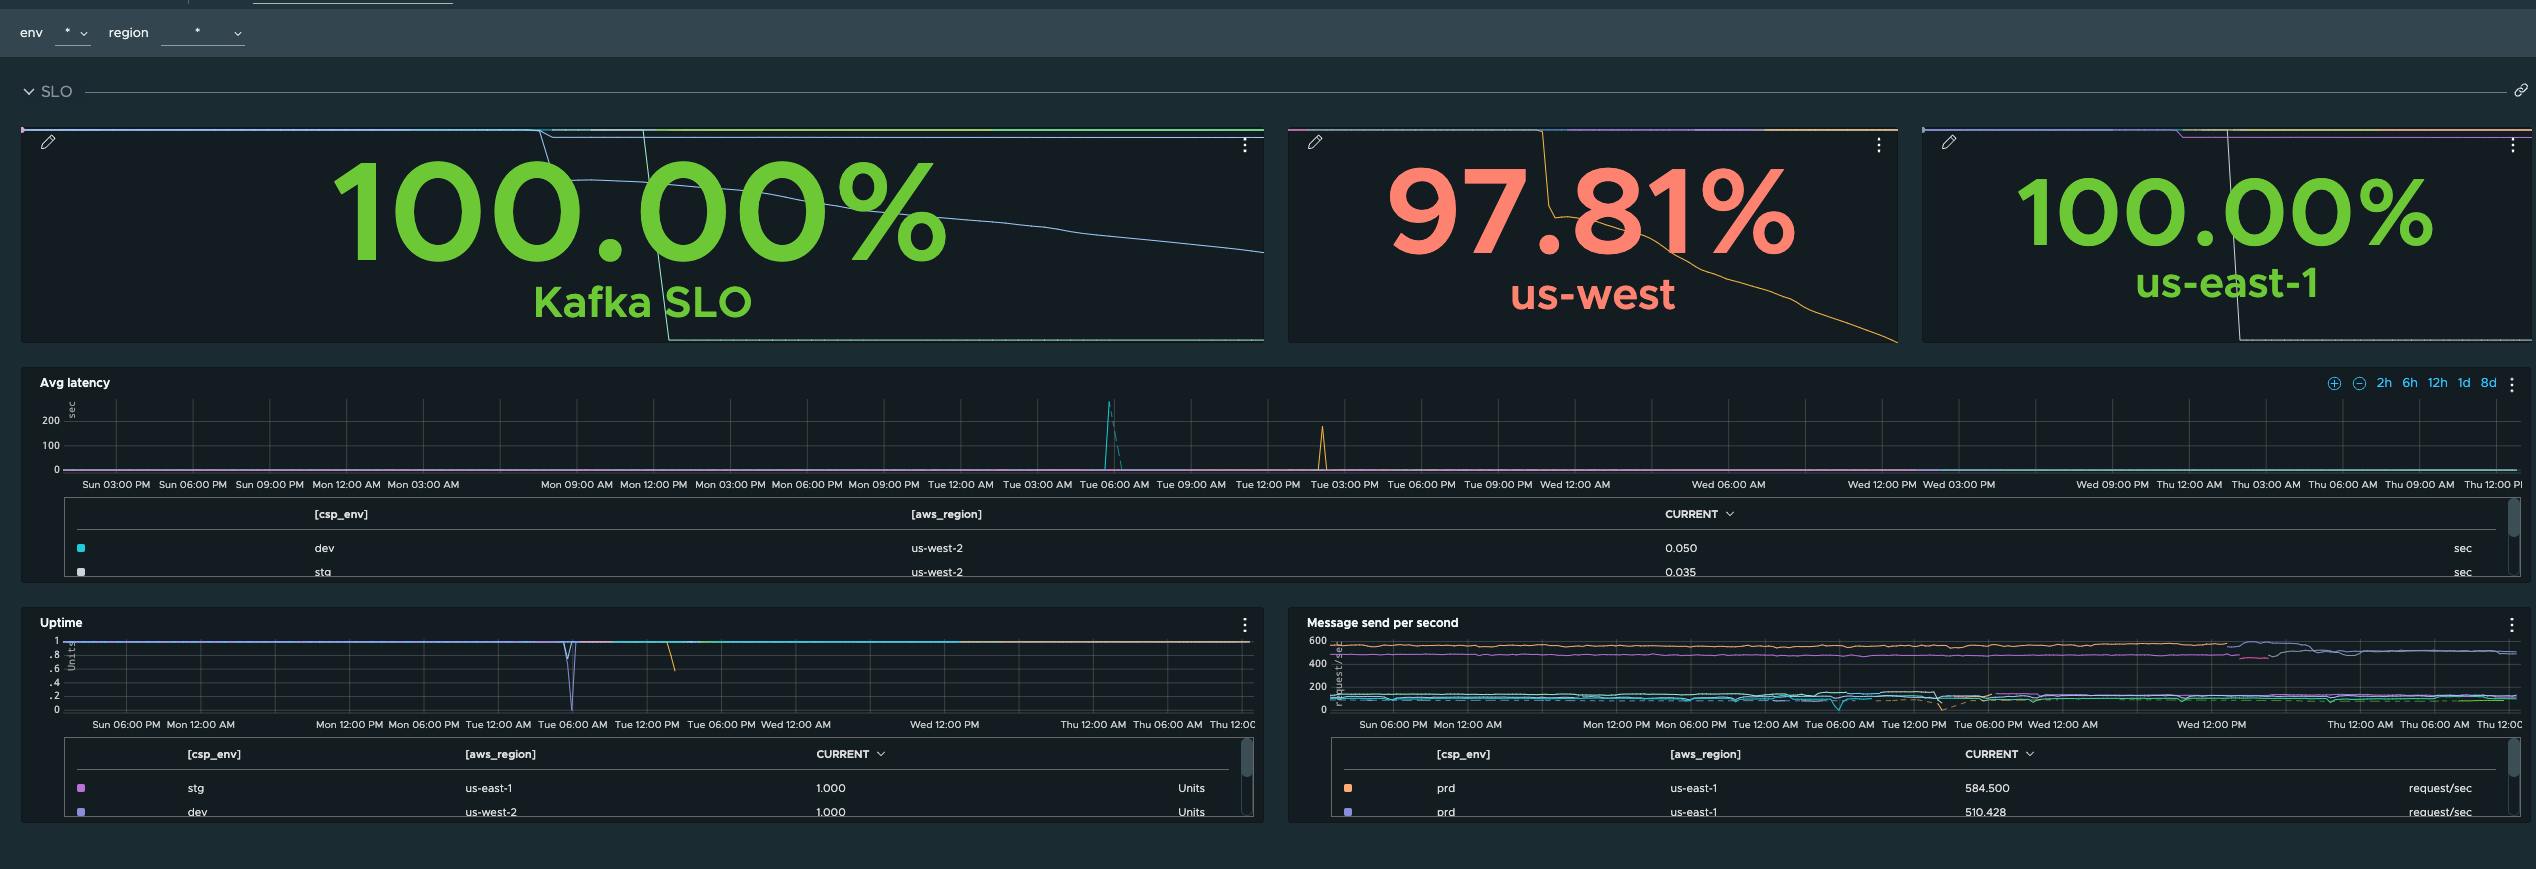 env * region *
SLO
100.00%
Kafka SLO
97.81%
us-west
100.00%
us-east-1
Avg latency
2h 6h 12h 1d 8d
sec
200
100
0
Sun 03:00 PM Sun 06:00 PM Sun 09:00 PM Mon 12:00 AM Mon 03:00 AM Mon 09:00 AM Mon 12:00 PM Mon 03:00 PM Mon 06:00 PM Mon 09:00 PM Tue 12:00 AM Tue 03:00 AM Tue 06:00 AM Tue 09:00 AM Tue 12:00 PM Tue 03:00 PM Tue 06:00 PM Tue 09:00 PM Wed 12:00 AM Wed 06:00 AM Wed 12:00 PM Wed 03:00 PM Wed 09:00 PM Thu 12:00 AM Thu 03:00 AM Thu 06:00 AM Thu 09:00 AM Thu 12:00 P
[csp_env] [aws_region] CURRENT
dev us-west-2 0.050 sec
stg us-west-2 0.035 sec
Uptime
Units
1
.8
.6
.4
.2
0
Sun 06:00 PM Mon 12:00 AM Mon 12:00 PM Mon 06:00 PM Tue 12:00 AM Tue 06:00 AM Tue 12:00 PM Tue 06:00 PM Wed 12:00 AM Wed 12:00 PM Thu 12:00 AM Thu 06:00 AM Thu 12:00
[csp_env] [aws_region] CURRENT
stg us-east-1 1.000 Units
dev us-west-2 1.000 Units
Message send per second
request/sec
600
400
200
0
Sun 06:00 PM Mon 12:00 AM Mon 12:00 PM Mon 06:00 PM Tue 12:00 AM Tue 06:00 AM Tue 12:00 PM Tue 06:00 PM Wed 12:00 AM Wed 12:00 PM Thu 12:00 AM Thu 06:00 AM Thu 12:00
[csp_env] [aws_region] CURRENT
prd us-east-1 584.500 request/sec
prd us-east-1 510.428 request/sec